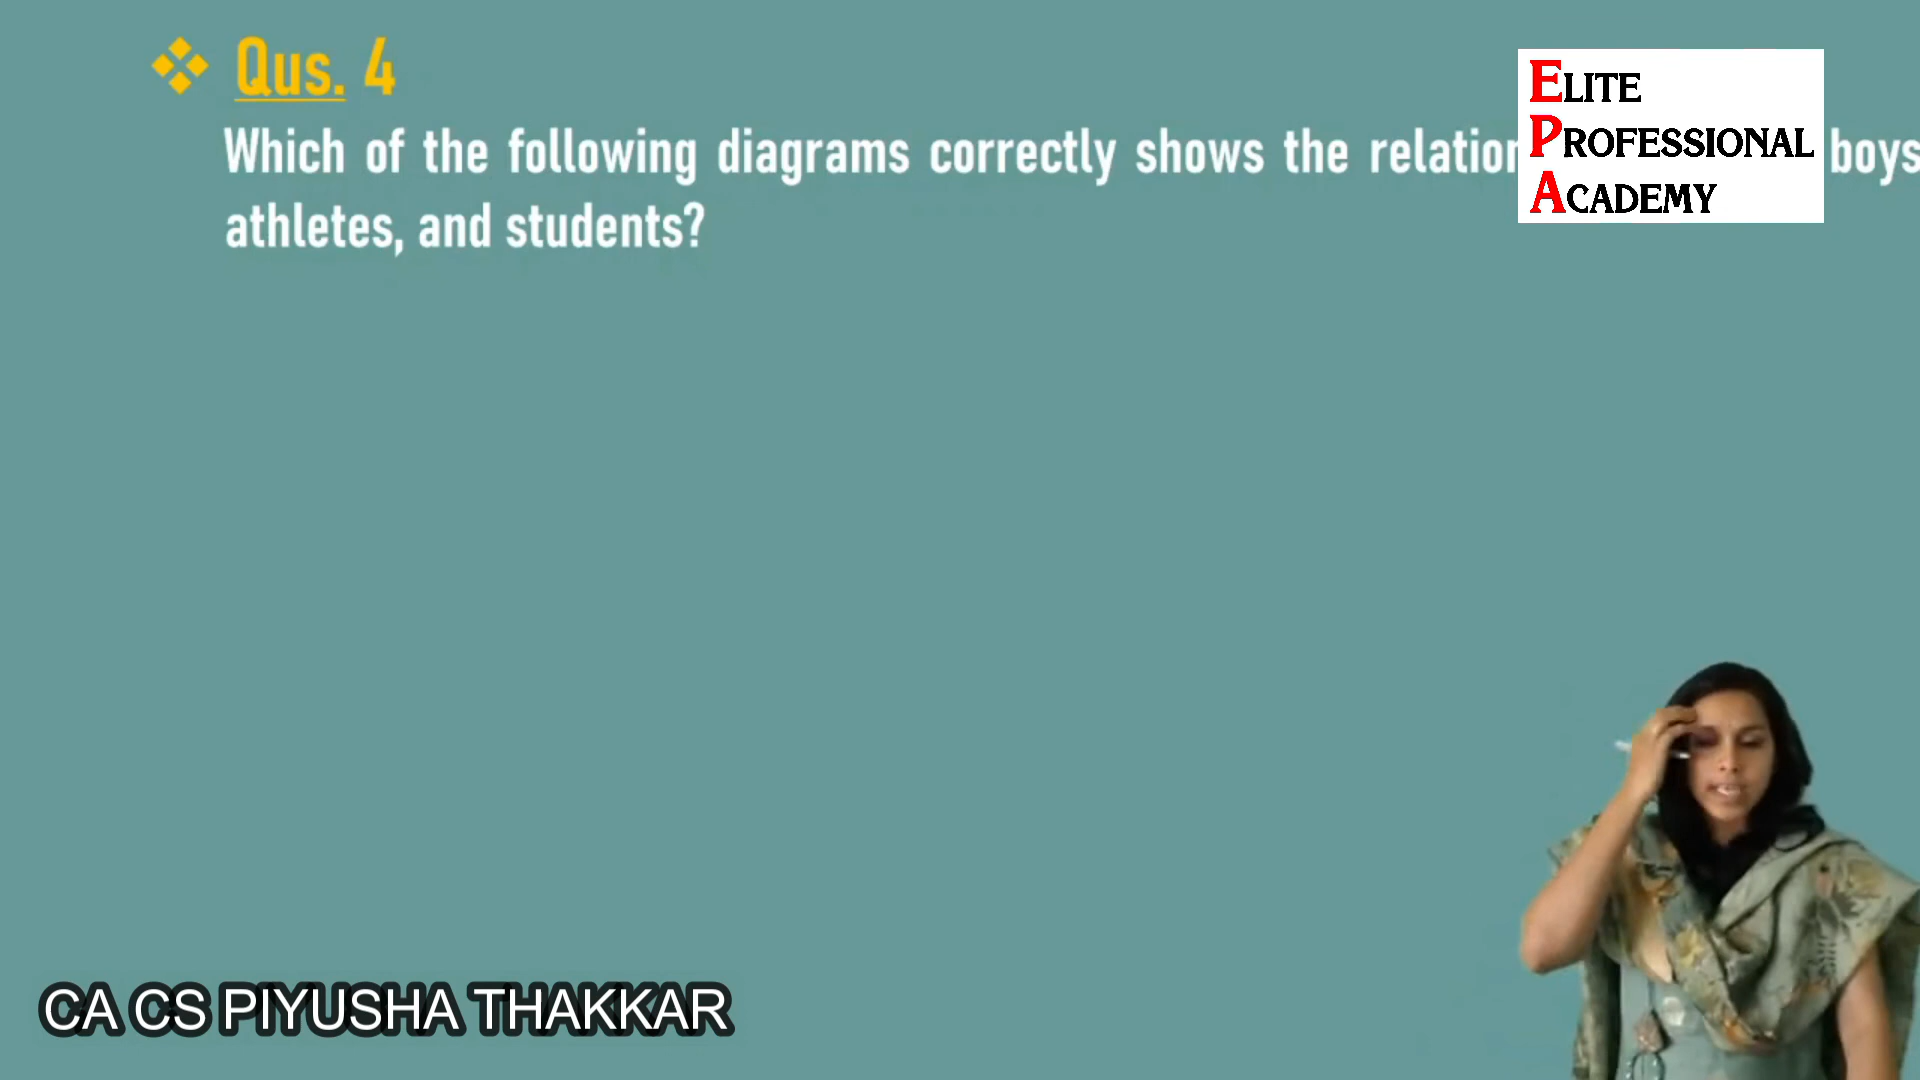 Qus. 4
Which of the following diagrams correctly shows the boys
athletes, and students?
ELITE
PROFESSIONAL
ACADEMY
CA CS PIYUSHA THAKKAR